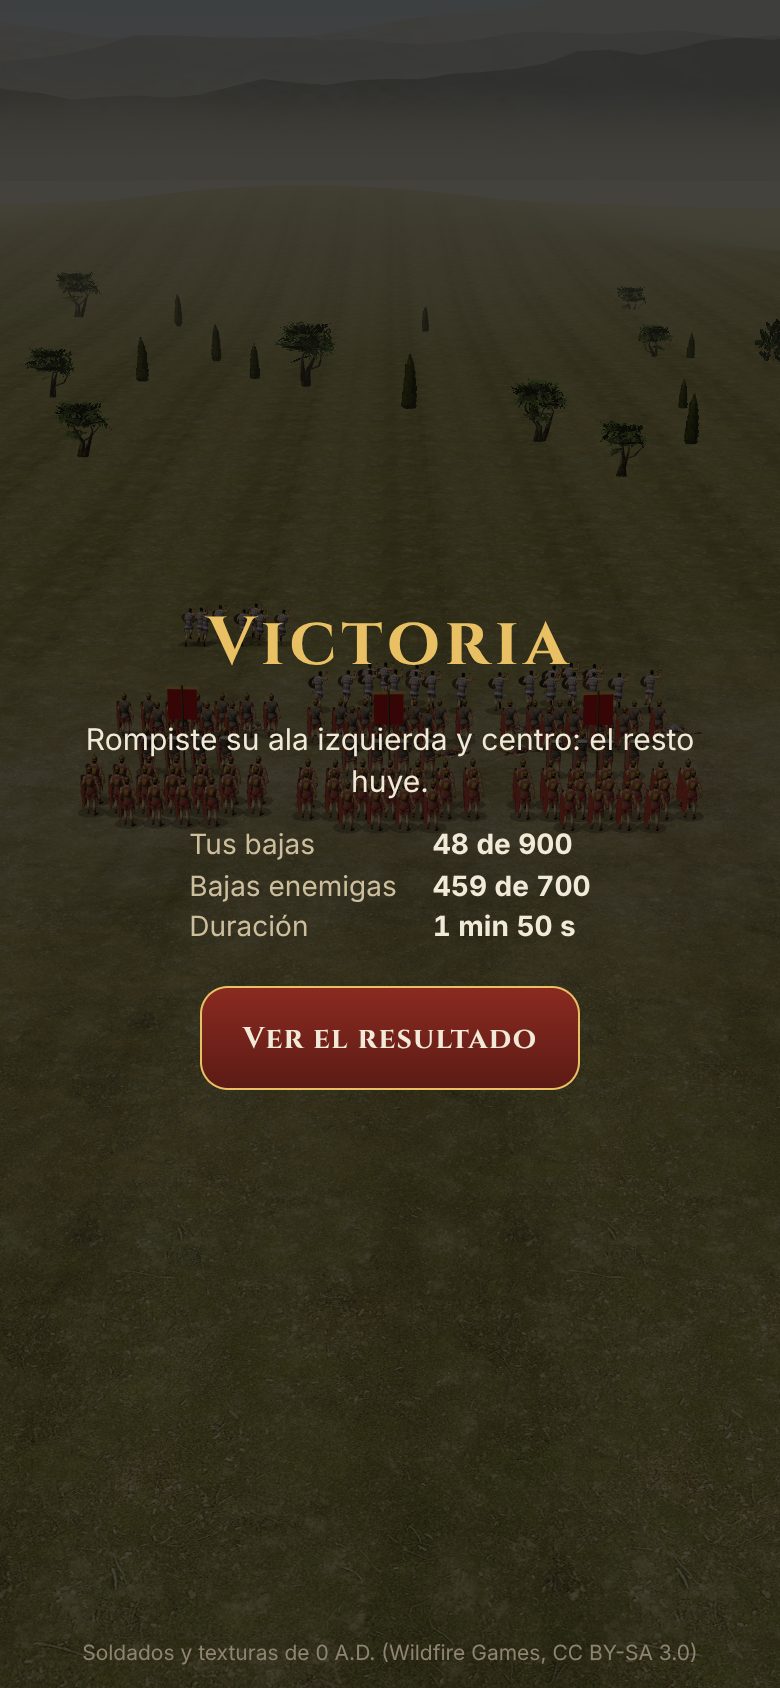 Victoria
Rompiste su ala izquierda y centro: el resto
huye.
Tus bajas 48 de 900
Bajas enemigas 459 de 700
Duración 1 min 50 s
Ver el resultado
Soldados y texturas de 0 A.D. (Wildfire Games, CC BY-SA 3.0)